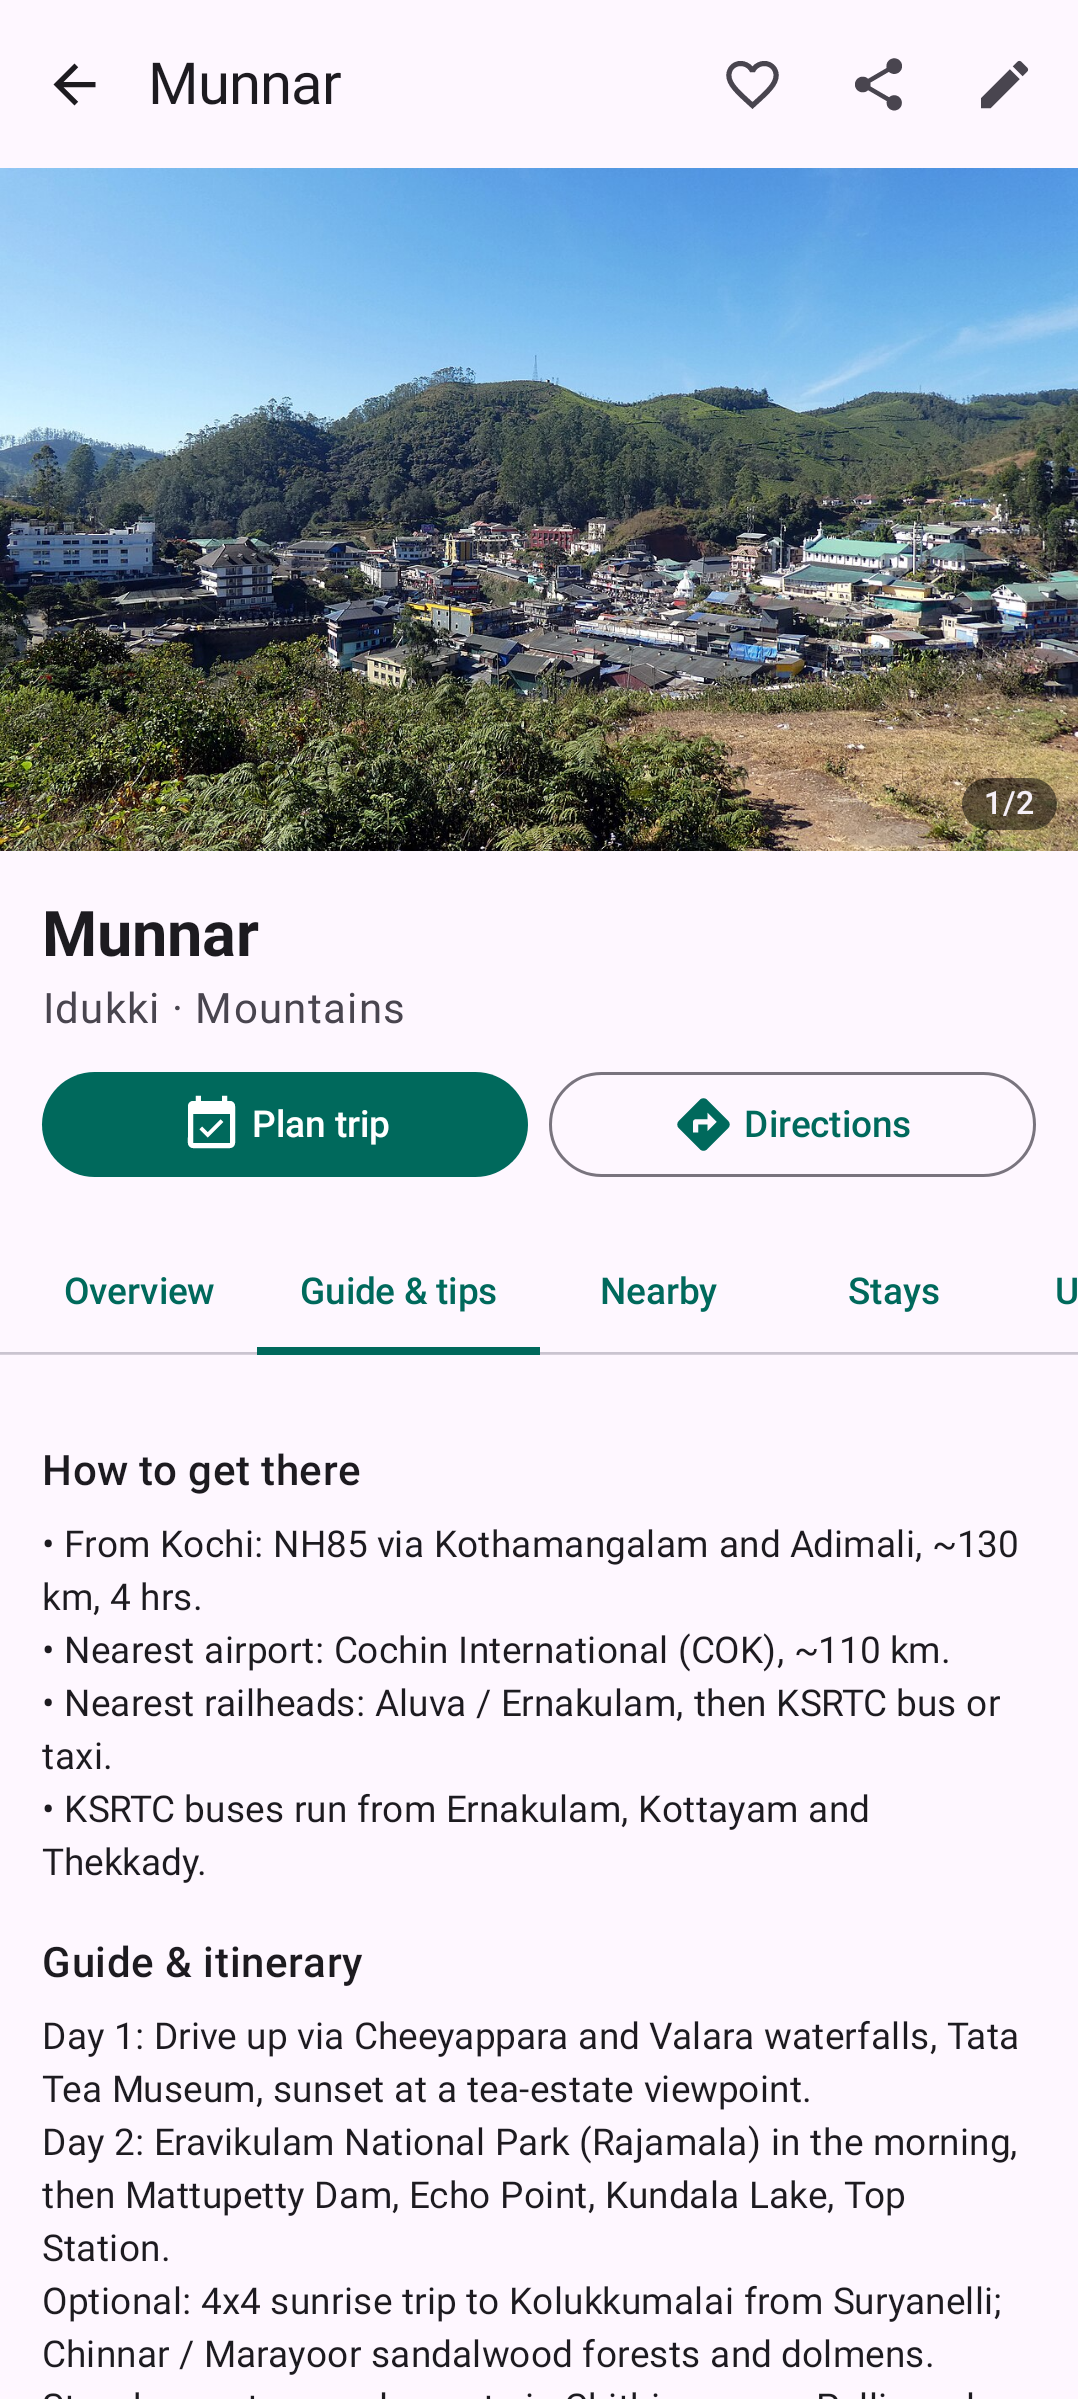 Munnar
1/2
Munnar
Idukki · Mountains
Plan trip
Directions
Overview
Guide & tips
Nearby
Stays
U
How to get there
• From Kochi: NH85 via Kothamangalam and Adimali, ~130
km, 4 hrs.
• Nearest airport: Cochin International (COK), ~110 km.
• Nearest railheads: Aluva / Ernakulam, then KSRTC bus or
taxi.
• KSRTC buses run from Ernakulam, Kottayam and
Thekkady.
Guide & itinerary
Day 1: Drive up via Cheeyappara and Valara waterfalls, Tata
Tea Museum, sunset at a tea-estate viewpoint.
Day 2: Eravikulam National Park (Rajamala) in the morning,
then Mattupetty Dam, Echo Point, Kundala Lake, Top
Station.
Optional: 4x4 sunrise trip to Kolukkumalai from Suryanelli;
Chinnar / Marayoor sandalwood forests and dolmens.